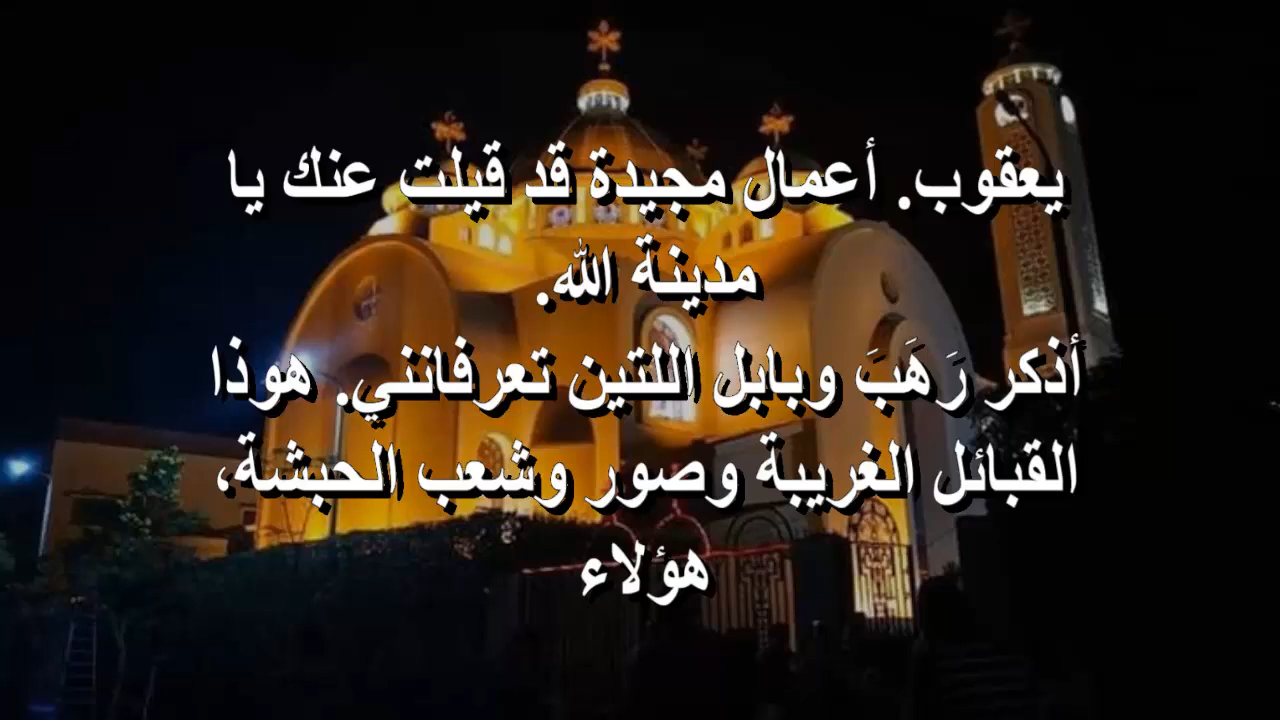 يعقوب. أعمال مجيدة قد قيلت عنك يا
مدينة الله.
أذكر رَهَبَ وبابل اللتين تعرفانني. هوذا
القبائل الغريبة وصور وشعب الحبشة،
هؤلاء